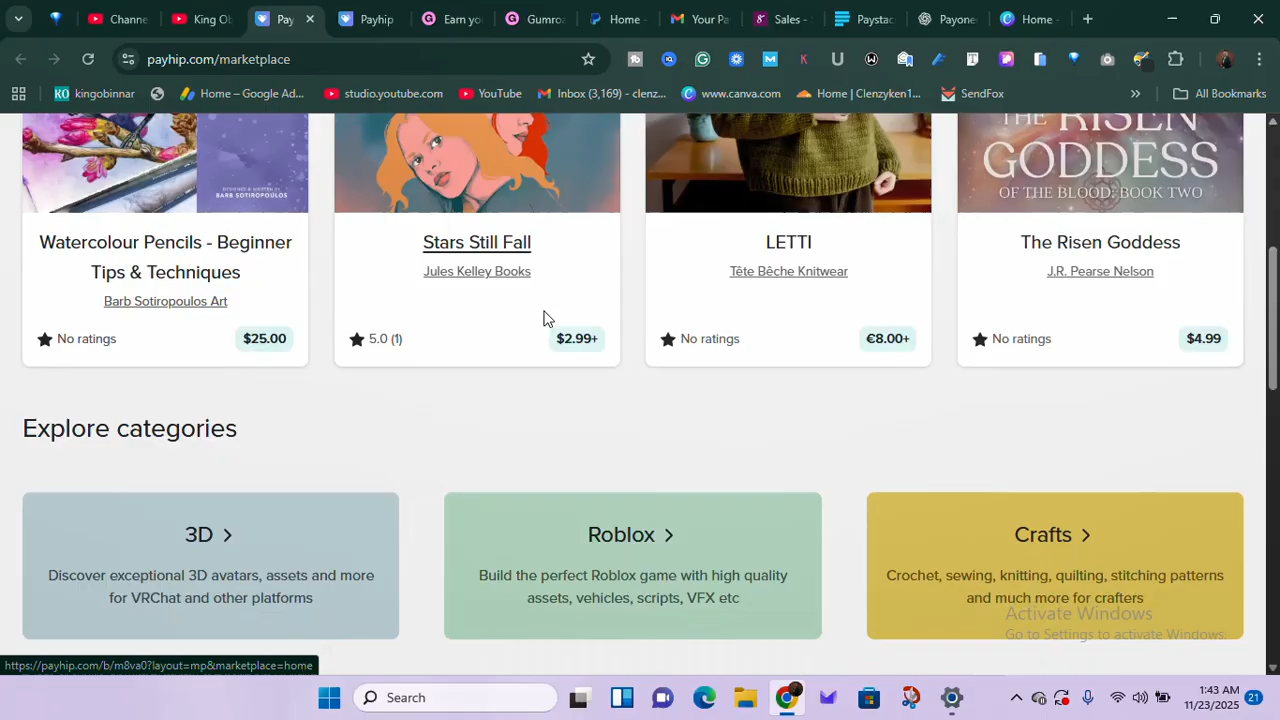 Channe
King Ob
Pay
Payhip
Earn yo
Gumroa
Home -
Your Pa
Sales -
Paystac
Payone
Home -
payhip.com/marketplace
kingobinnar
Home – Google Ad...
studio.youtube.com
YouTube
Inbox (3,169) - clenz...
www.canva.com
Home | Clenzyken1...
SendFox
All Bookmarks
DESIGNED & WRITTEN BY
BARB SOTIROPOULOS
THE RISEN
GODDESS
OF THE BLOOD: BOOK TWO
Watercolour Pencils - Beginner
Tips & Techniques
Barb Sotiropoulos Art
No ratings
$25.00
Stars Still Fall
Jules Kelley Books
5.0 (1)
$2.99+
LETTI
Tête Bêche Knitwear
No ratings
€8.00+
The Risen Goddess
J.R. Pearse Nelson
No ratings
$4.99
Explore categories
3D
Discover exceptional 3D avatars, assets and more
for VRChat and other platforms
Roblox
Build the perfect Roblox game with high quality
assets, vehicles, scripts, VFX etc
Crafts
Crochet, sewing, knitting, quilting, stitching patterns
and much more for crafters
Activate Windows
Go to Settings to activate Windows.
https://payhip.com/b/m8va0?layout=mp&marketplace=home
Search
1:43 AM
11/23/2025
21